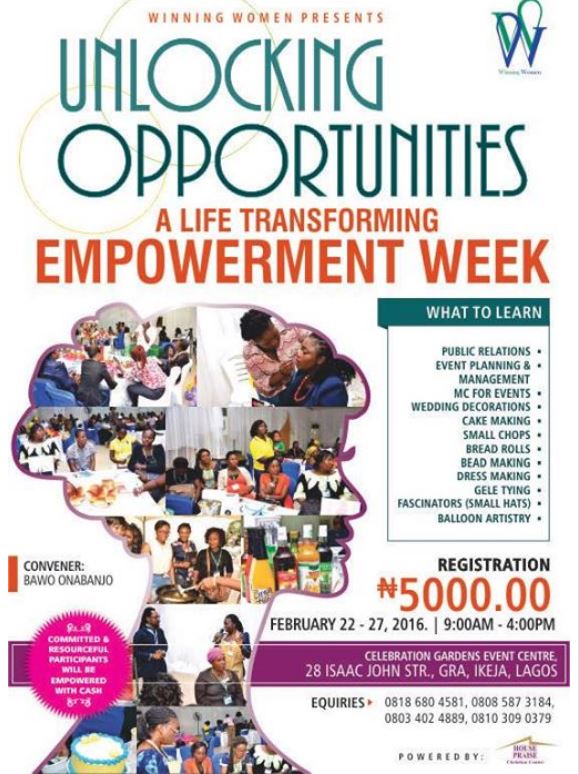 WINNING WOMEN PRESENTS
W
Winning Women
UNLOCKING
OPPORTUNITIES
A LIFE TRANSFORMING
EMPOWERMENT WEEK
WHAT TO LEARN
PUBLIC RELATIONS •
EVENT PLANNING & •
MANAGEMENT
MC FOR EVENTS •
WEDDING DECORATIONS •
CAKE MAKING •
SMALL CHOPS •
BREAD ROLLS •
BEAD MAKING •
DRESS MAKING •
GELE TYING •
FASCINATORS (SMALL HATS) •
BALLOON ARTISTRY •
CONVENER:
BAWO ONABANJO
REGISTRATION
₦5000.00
FEBRUARY 22 - 27, 2016. | 9:00AM - 4:00PM
COMMITTED &
RESOURCEFUL
PARTICIPANTS
WILL BE
EMPOWERED
WITH CASH
CELEBRATION GARDENS EVENT CENTRE,
28 ISAAC JOHN STR., GRA, IKEJA, LAGOS
EQUIRIES 0818 680 4581, 0808 587 3184,
0803 402 4889, 0810 309 0379
POWERED BY:
HOUSE
PRAISE
Christian Centre